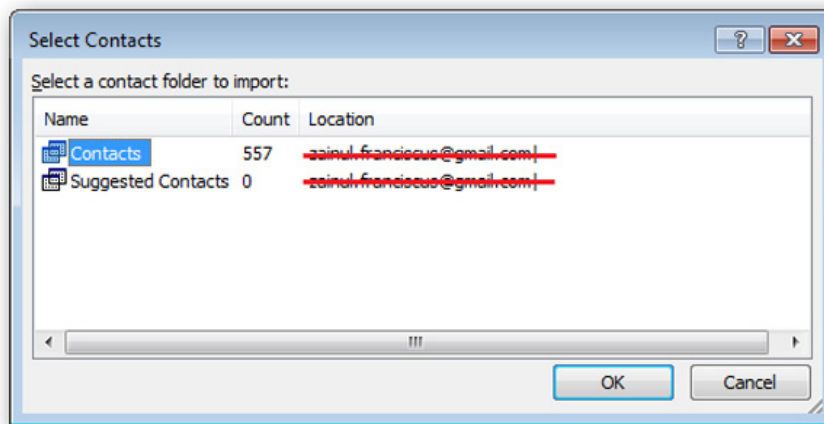 Select Contacts
Select a contact folder to import:
Name Count Location
Contacts 557
Suggested Contacts 0
OK Cancel